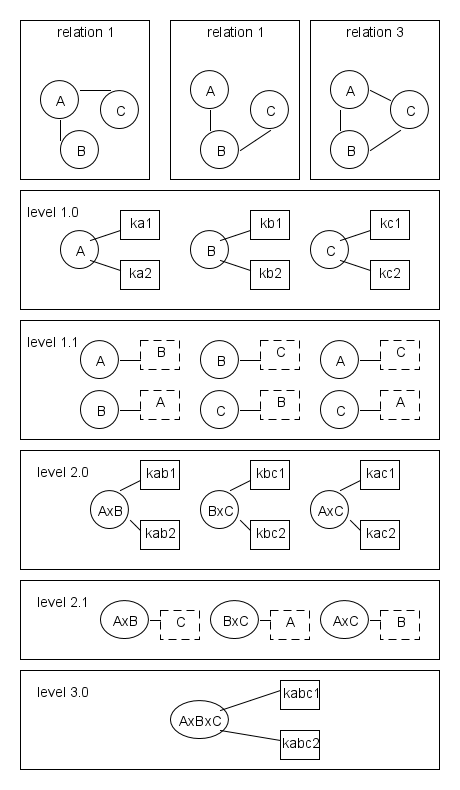 relation 1
A
C
B
relation 1
A
C
B
relation 3
A
C
B
level 1.0
A
ka1
ka2
B
kb1
kb2
C
kc1
kc2
level 1.1
A
B
B
C
A
C
B
A
C
B
C
A
level 2.0
AxB
kab1
kab2
BxC
kbc1
kbc2
AxC
kac1
kac2
level 2.1
AxB
C
BxC
A
AxC
B
level 3.0
AxBxC
kabc1
kabc2